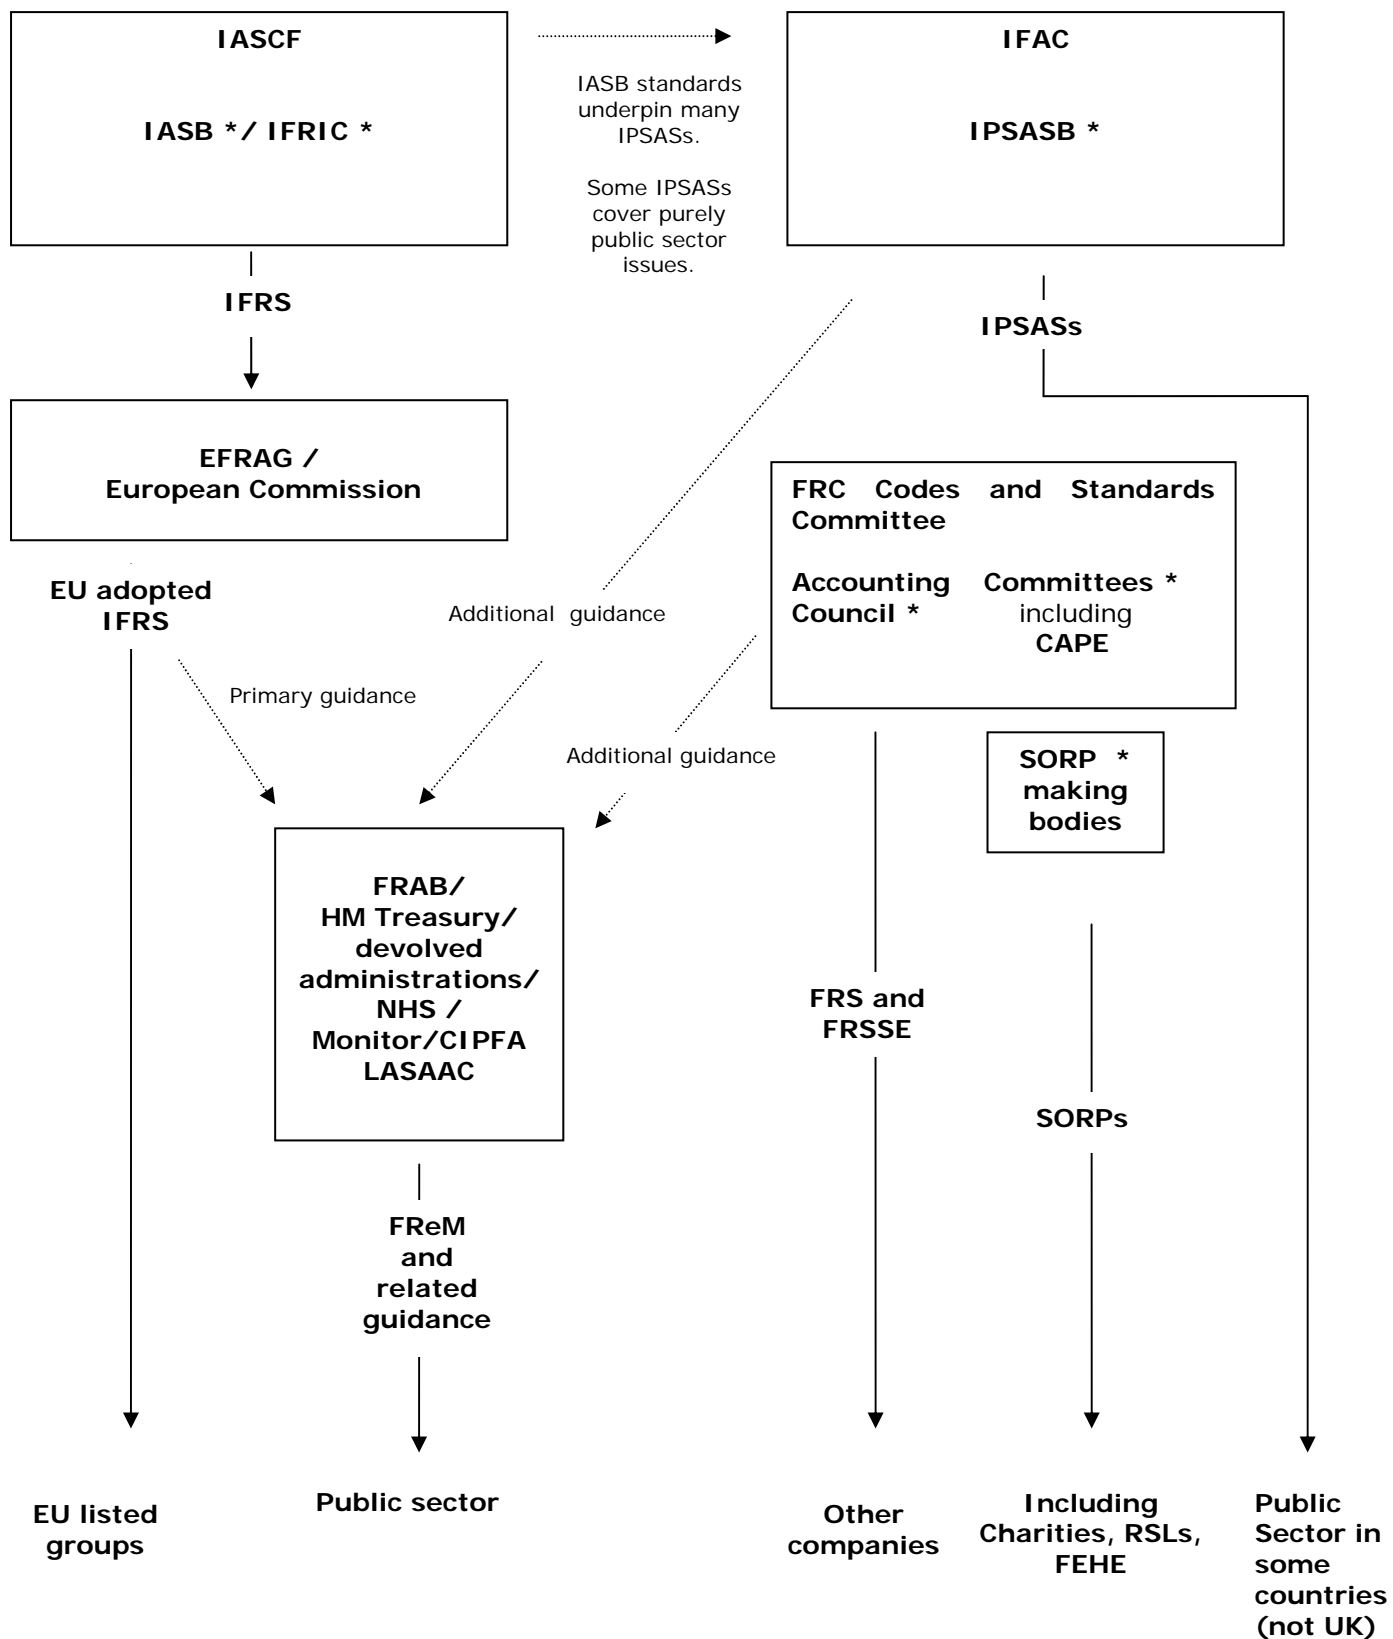 IASCF
IASB */ IFRIC *
IASB standards
underpin many
IPSASs.
Some IPSASs
cover purely
public sector
issues.
IFAC
IPSASB *
IFRS
IPSASs
EFRAG /
European Commission
FRC Codes and Standards
Committee
Accounting
Council *
Committees *
including
CAPE
EU adopted
IFRS
Additional guidance
Primary guidance
Additional guidance
SORP *
making
bodies
FRAB/
HM Treasury/
devolved
administrations/
NHS /
Monitor/CIPFA
LASAAC
FRS and
FRSSE
SORPs
FReM
and
related
guidance
EU listed
groups
Public sector
Other
companies
Including
Charities, RSLs,
FEHE
Public
Sector in
some
countries
(not UK)